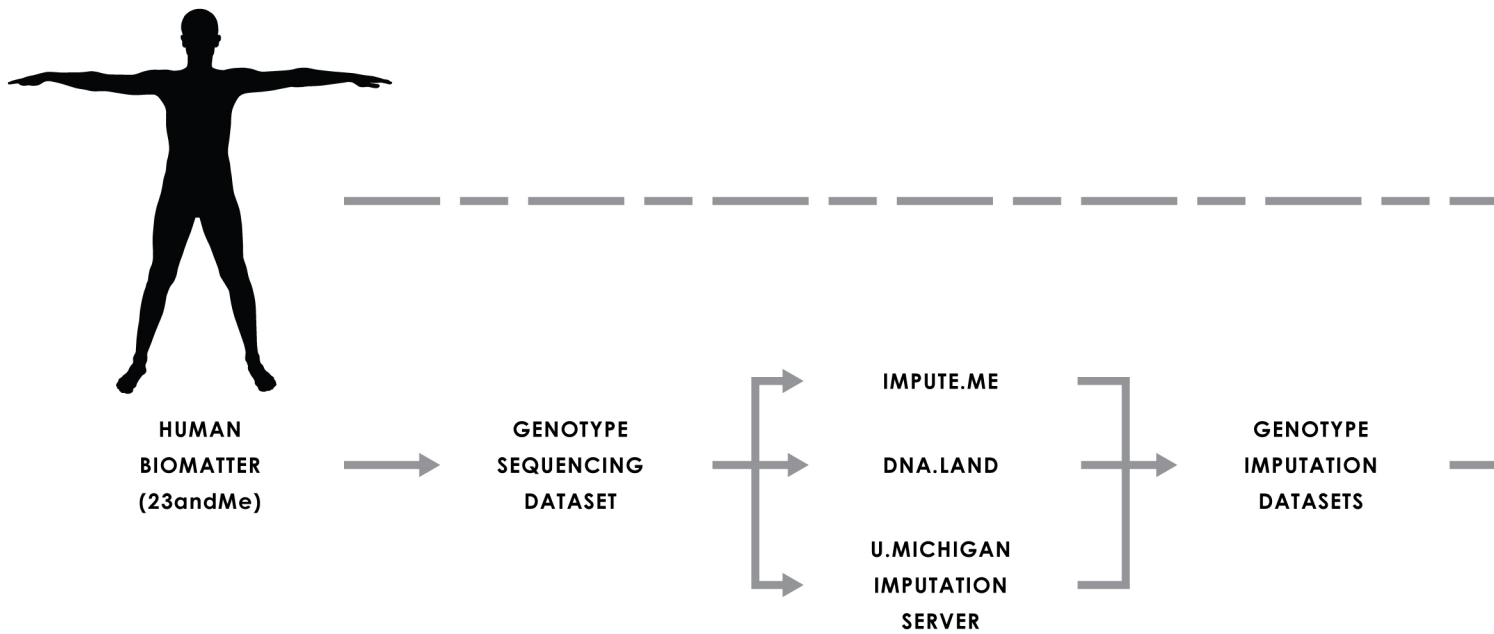 HUMAN
BIOMATTER
(23andMe)
GENOTYPE
SEQUENCING
DATASET
IMPUTE.ME
DNA.LAND
U.MICHIGAN
IMPUTATION
SERVER
GENOTYPE
IMPUTATION
DATASETS